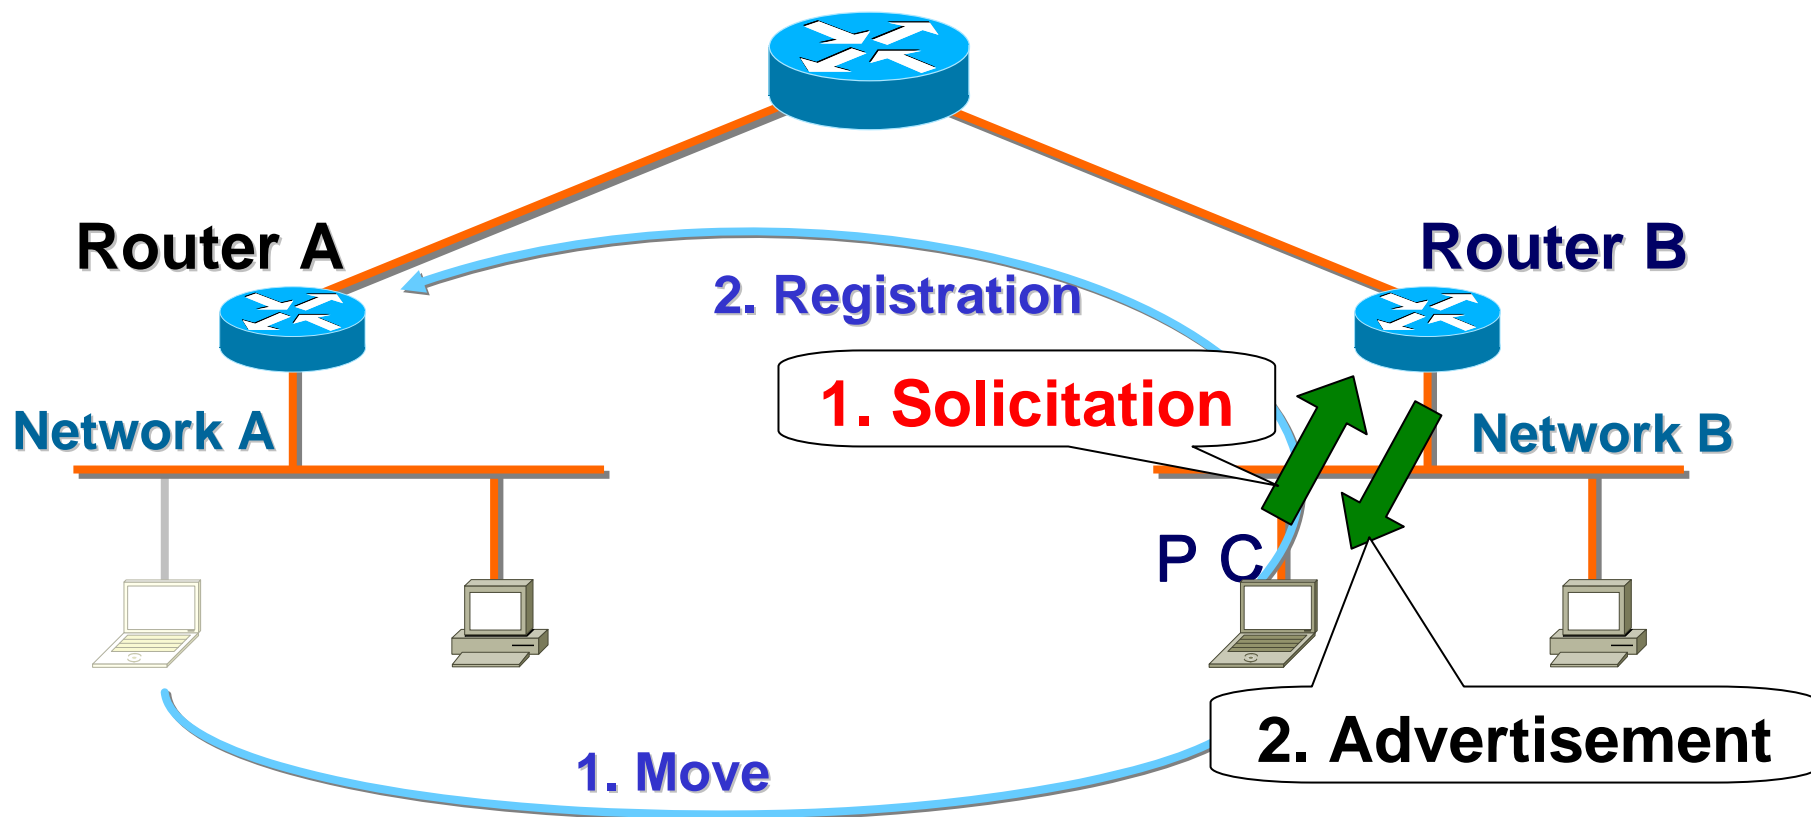 Router A
Router B
2. Registration
1. Solicitation
Network A
Network B
P C
2. Advertisement
1. Move